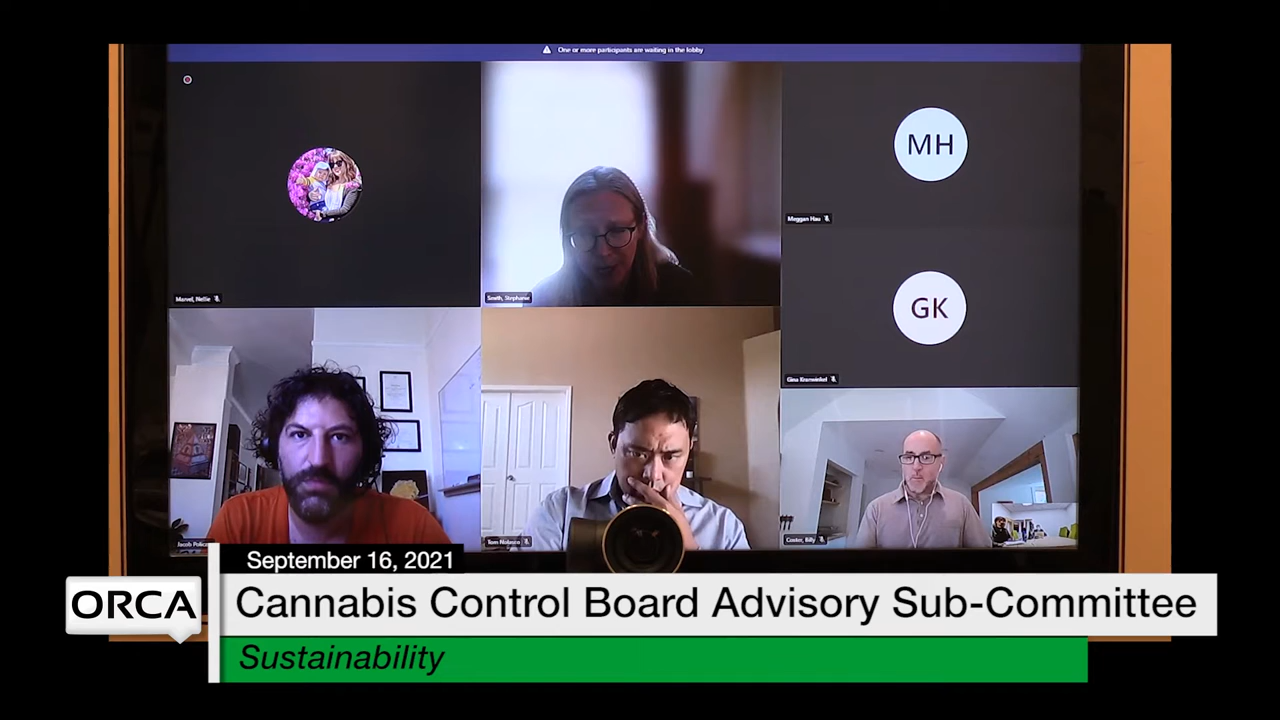 One or more participants are waiting in the lobby
MH
Meggan Hau
GK
Marvel, Nellie
Smith, Stephanie
Gina Kranwinkel
Tom Nolasco
Coster, Billy
September 16, 2021
ORCA
Cannabis Control Board Advisory Sub-Committee
Sustainability